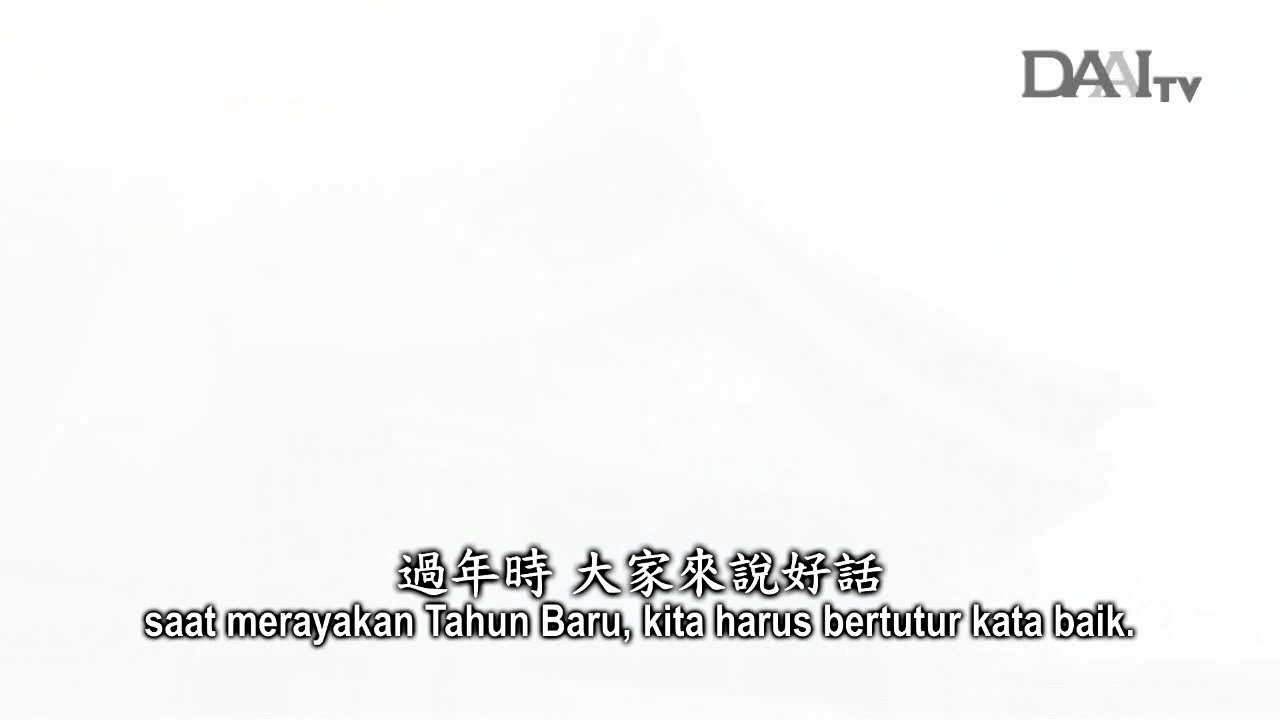 DAAI TV
過年時 大家來說好話
saat merayakan Tahun Baru, kita harus bertutur kata baik.